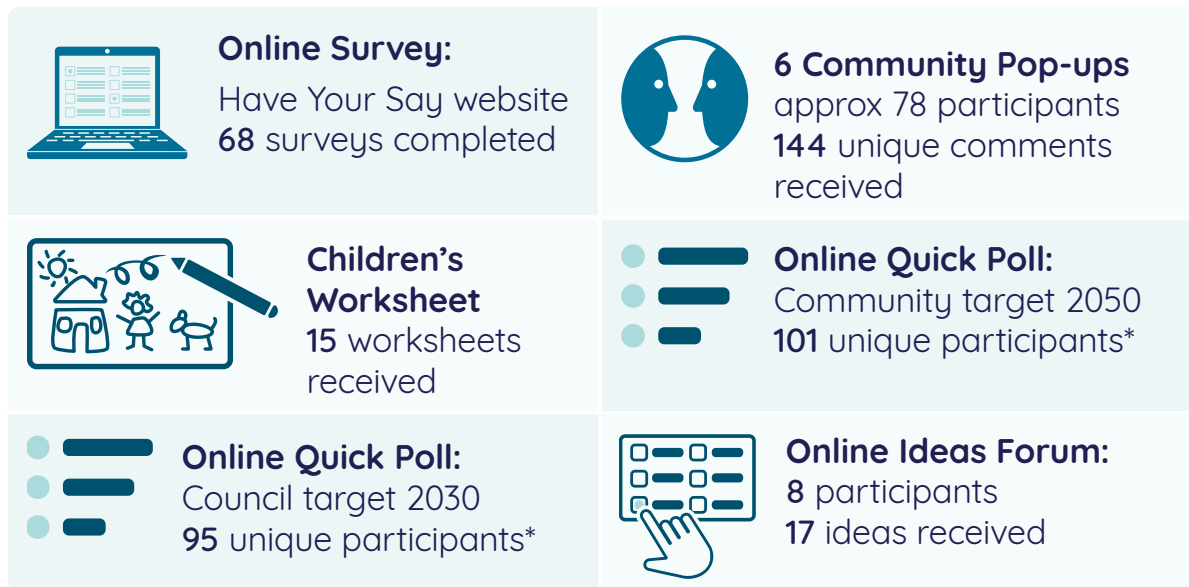 Online Survey:
Have Your Say website
68 surveys completed
6 Community Pop-ups
approx 78 participants
144 unique comments
received
Children's
Worksheet
15 worksheets
received
Online Quick Poll:
Community target 2050
101 unique participants*
Online Quick Poll:
Council target 2030
95 unique participants*
Online Ideas Forum:
8 participants
17 ideas received